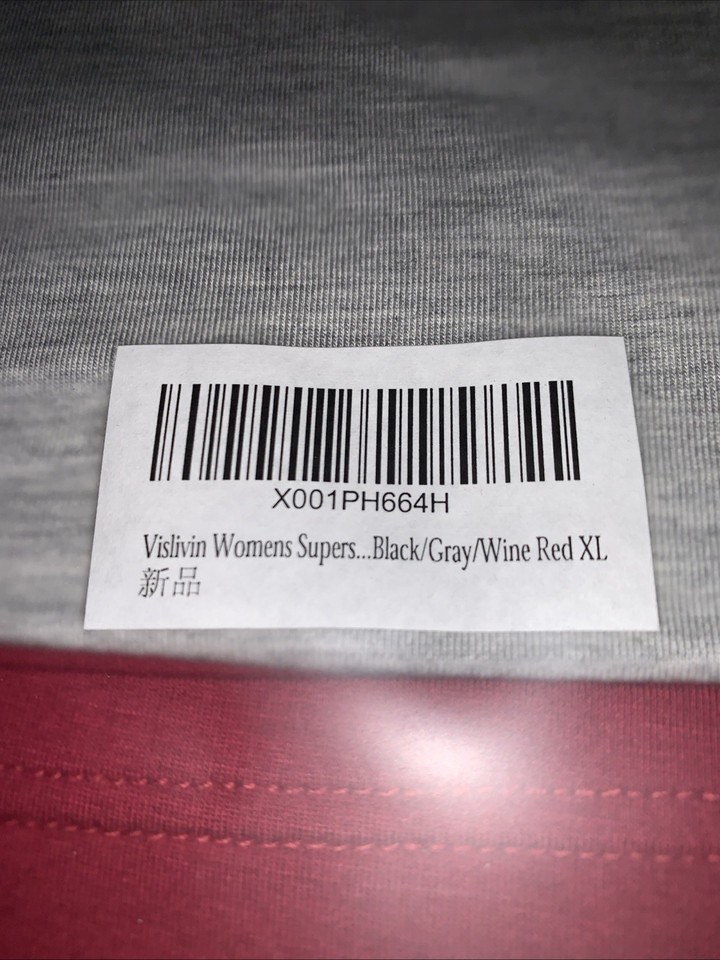 X001PH664H
Vislivin Womens Supers...Black/Gray/Wine Red XL
新品